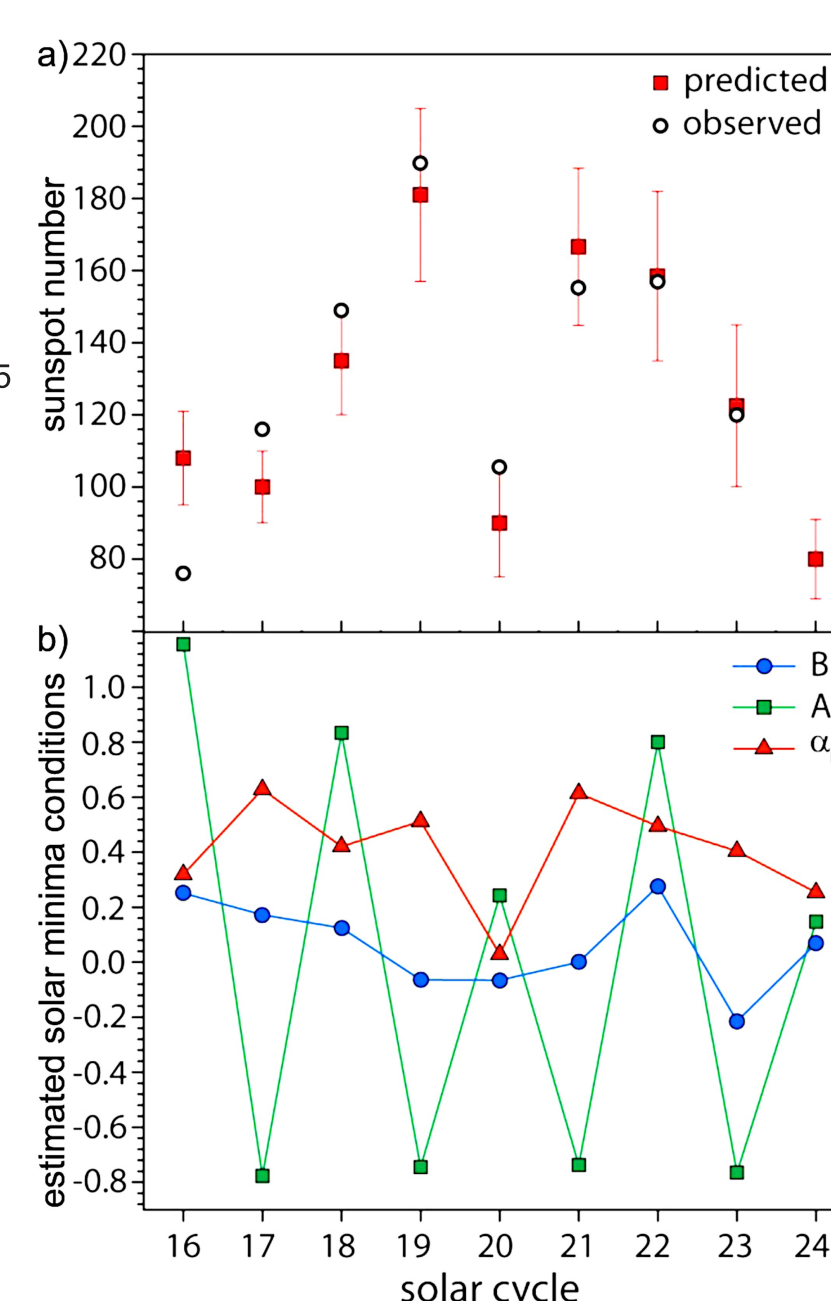 a)
220
200
180
160
140
120
100
80
sunspot number
predicted
observed
b)
1.0
0.8
0.6
0.4
0.2
0.0
-0.2
-0.4
-0.6
-0.8
estimated solar minima conditions
B
A
α
16 17 18 19 20 21 22 23 24
solar cycle